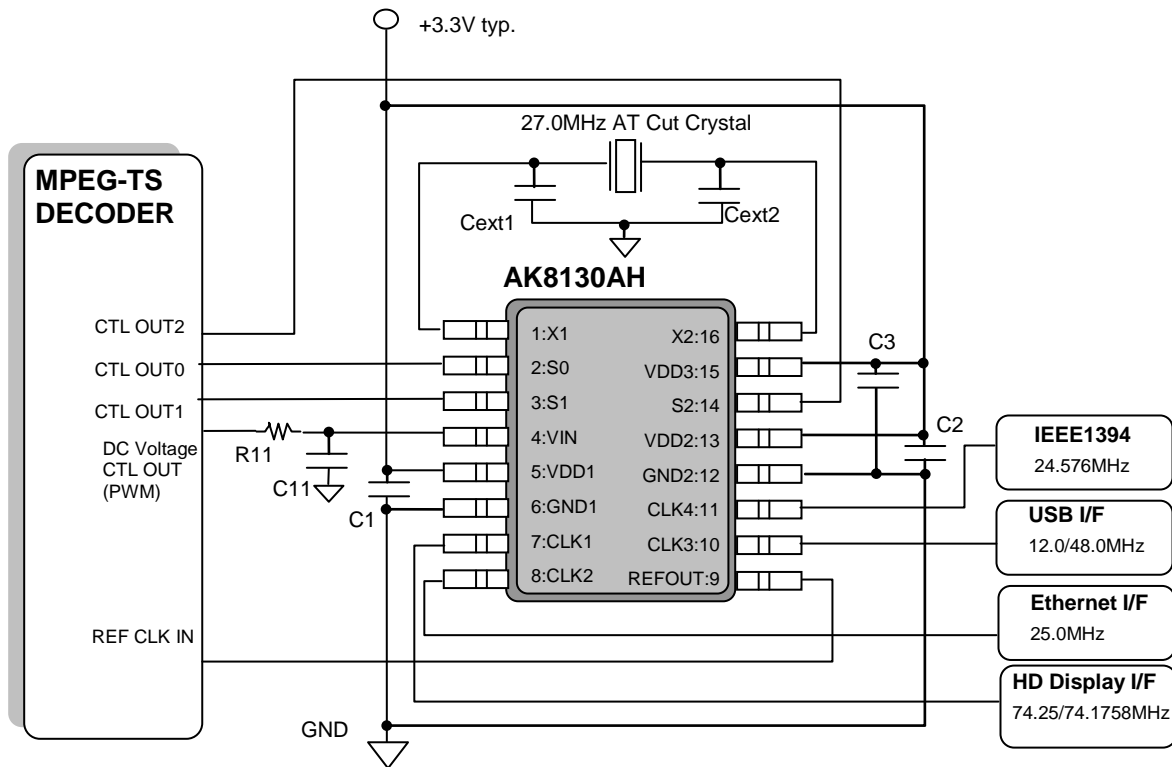 +3.3V typ.
27.0MHz AT Cut Crystal
MPEG-TS
DECODER
Cext1
Cext2
AK8130AH
CTL OUT2
CTL OUT0
CTL OUT1
DC Voltage
CTL OUT
(PWM)
R11
C11
C1
REF CLK IN
GND
1:X1
2:S0
3:S1
4:VIN
5:VDD1
6:GND1
7:CLK1
8:CLK2
X2:16
VDD3:15
S2:14
VDD2:13
GND2:12
CLK4:11
CLK3:10
REFOUT:9
C3
C2
IEEE1394
24.576MHz
USB I/F
12.0/48.0MHz
Ethernet I/F
25.0MHz
HD Display I/F
74.25/74.1758MHz